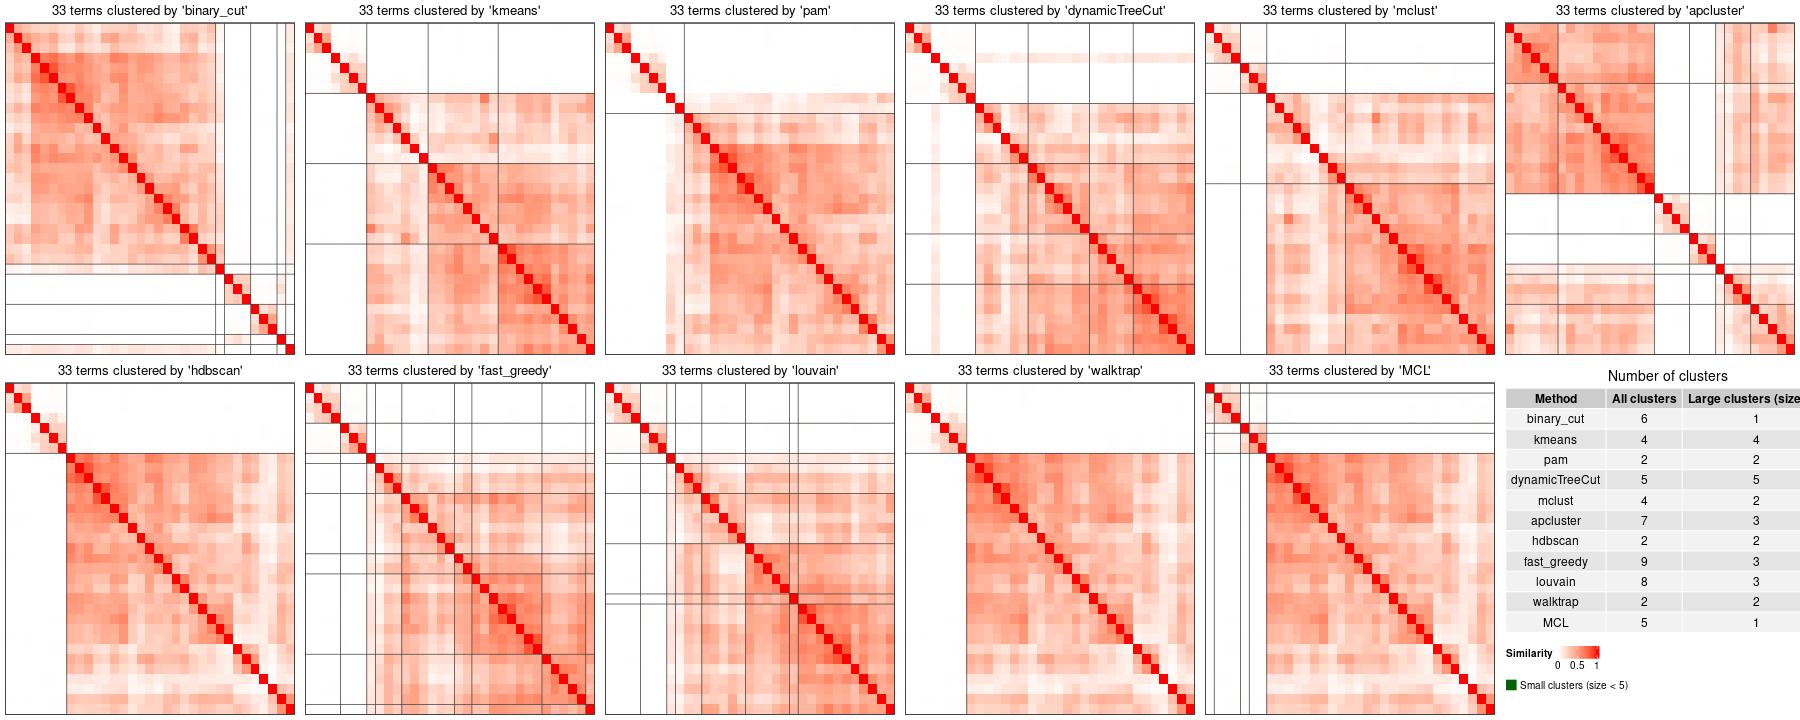 33 terms clustered by 'binary_cut'
33 terms clustered by 'kmeans'
33 terms clustered by 'pam'
33 terms clustered by 'dynamicTreeCut'
33 terms clustered by 'mclust'
33 terms clustered by 'apcluster'
33 terms clustered by 'hdbscan'
33 terms clustered by 'fast_greedy'
33 terms clustered by 'louvain'
33 terms clustered by 'walktrap'
33 terms clustered by 'MCL'
Number of clusters
Method All clusters Large clusters (size
binary_cut 6 1
kmeans 4 4
pam 2 2
dynamicTreeCut 5 5
mclust 4 2
apcluster 7 3
hdbscan 2 2
fast_greedy 9 3
louvain 8 3
walktrap 2 2
MCL 5 1
Similarity
0 0.5 1
Small clusters (size < 5)